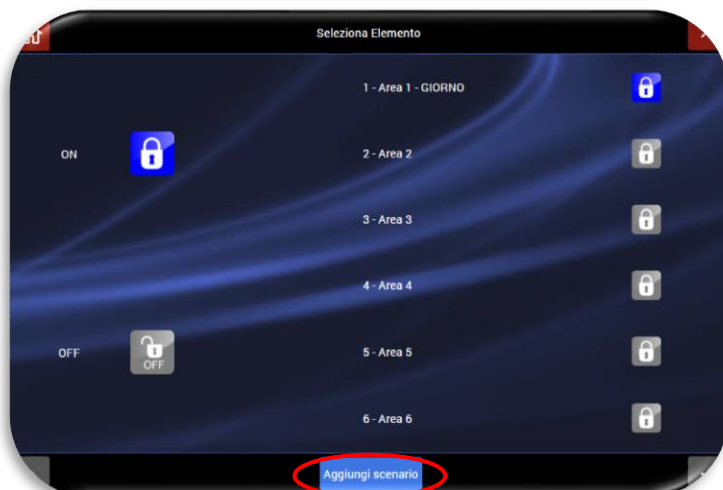 Seleziona Elemento
1 - Area 1 - GIORNO
ON
2 - Area 2
3 - Area 3
4 - Area 4
OFF
OFF
5 - Area 5
6 - Area 6
Aggiungi scenario